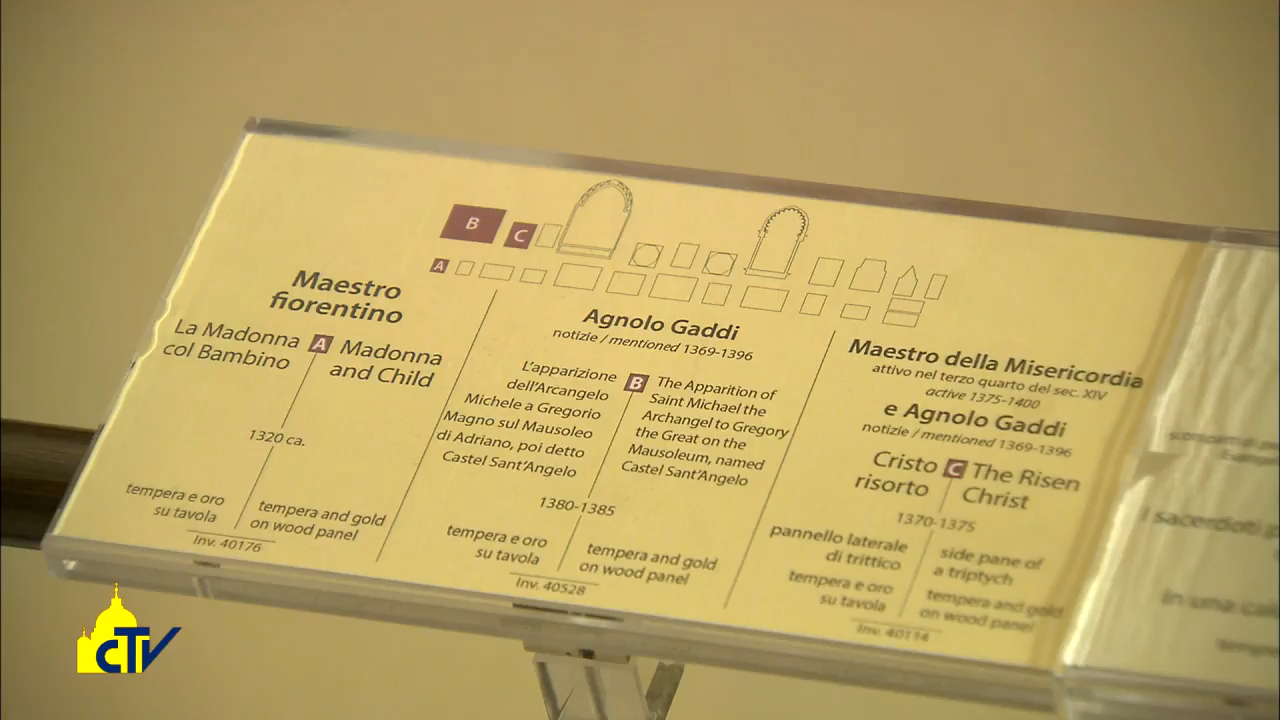 B
C
A
Maestro
fiorentino
La Madonna
col Bambino
A
Madonna
and Child
1320 ca.
tempera e oro
su tavola
tempera and gold
on wood panel
Inv. 40176
Agnolo Gaddi
notizie / mentioned 1369-1396
L'apparizione
dell'Arcangelo
Michele a Gregorio
Magno sul Mausoleo
di Adriano, poi detto
Castel Sant'Angelo
B
The Apparition of
Saint Michael the
Archangel to Gregory
the Great on the
Mausoleum, named
Castel Sant'Angelo
1380-1385
tempera e oro
su tavola
tempera and gold
on wood panel
Inv. 40528
Maestro della Misericordia
attivo nel terzo quarto del sec. XIV
active 1375-1400
e Agnolo Gaddi
notizie / mentioned 1369-1396
Cristo
risorto
C
The Risen
Christ
1370-1375
pannello laterale
di trittico
tempera e oro
su tavola
side pane of
a triptych
tempera and gold
on wood panel
Inv. 40114
I sacerdoti
in una
CTV